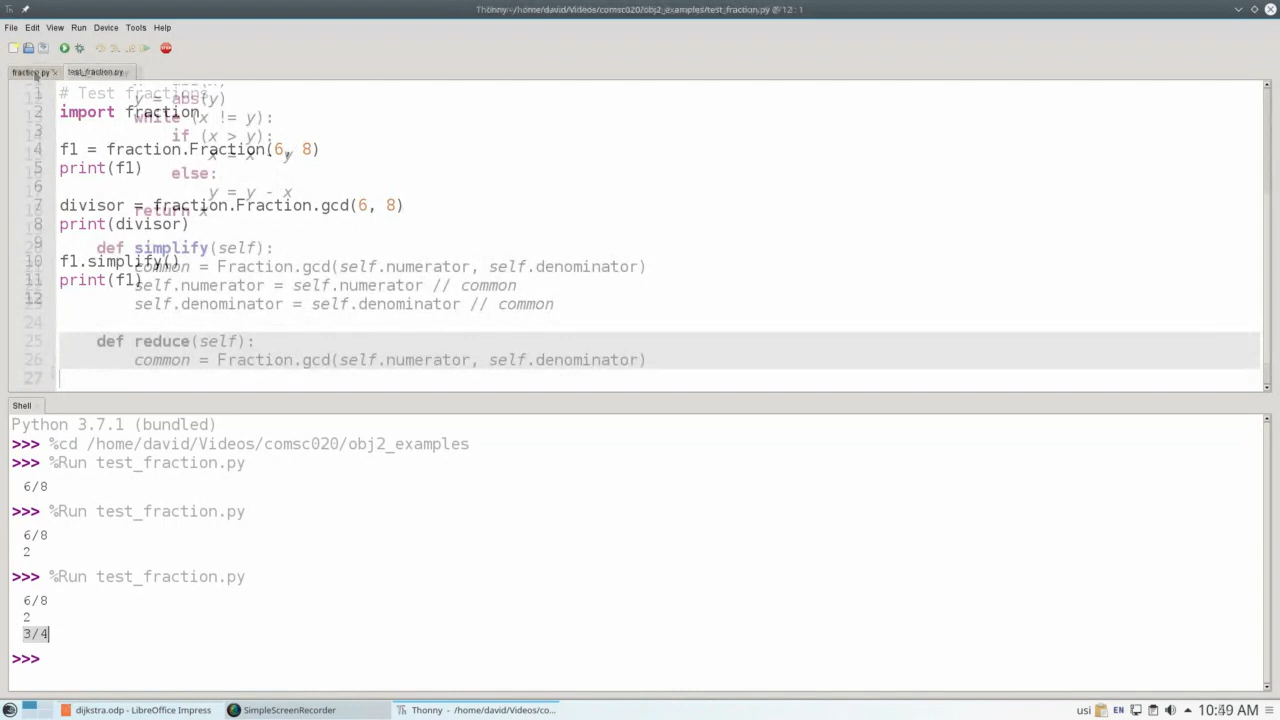 Thonny - /home/david/Videos/comsc020/obj2_examples/test_fraction.py @ 12 : 1
File Edit View Run Device Tools Help
fraction.py × test_fraction.py
1 # Test fractions
2 import fraction
3
4 f1 = fraction.Fraction(6, 8)
5 print(f1)
6
7 divisor = fraction.Fraction.gcd(6, 8)
8 print(divisor)
9
10 f1.simplify()
11 print(f1)
12
y = abs(y)
while (x != y):
if (x > y):
x = x - y
else:
y = y - x
return x
def simplify(self):
common = Fraction.gcd(self.numerator, self.denominator)
self.numerator = self.numerator // common
self.denominator = self.denominator // common
24
25 def reduce(self):
26 common = Fraction.gcd(self.numerator, self.denominator)
27
Shell
Python 3.7.1 (bundled)
>>> %cd /home/david/Videos/comsc020/obj2_examples
>>> %Run test_fraction.py
6/8
>>> %Run test_fraction.py
6/8
2
>>> %Run test_fraction.py
6/8
2
3/4
>>>
dijkstra.odp - LibreOffice Impress SimpleScreenRecorder Thonny - /home/david/Videos/co... usi EN 10:49 AM